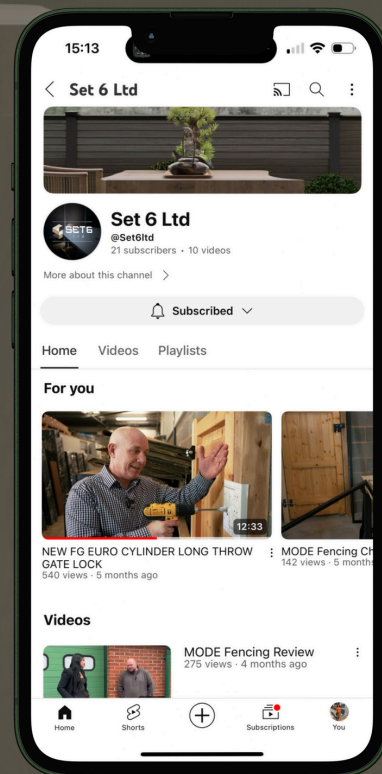 15:13
Set 6 Ltd
SET6
Set 6 Ltd
@Set6ltd
21 subscribers • 10 videos
More about this channel
Subscribed
Home Videos Playlists
For you
12:33
NEW FG EURO CYLINDER LONG THROW
GATE LOCK
540 views · 5 months ago
MODE Fencing Ch
142 views · 5 months
Videos
MODE Fencing Review
275 views · 4 months ago
Home Shorts Subscriptions You